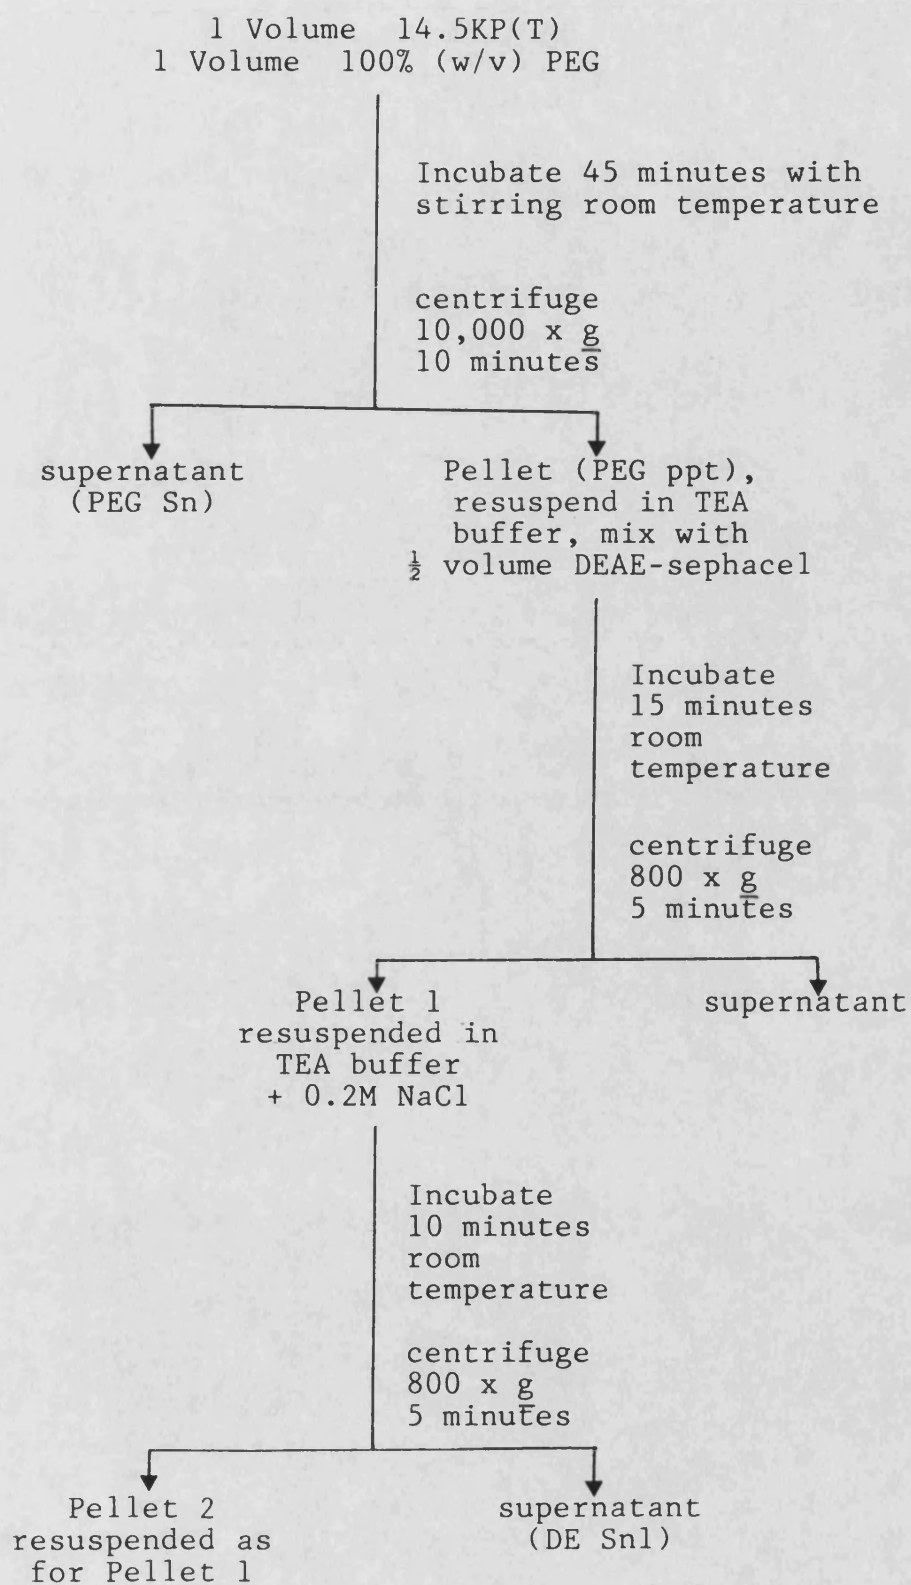 1 Volume 14.5KP(T)
1 Volume 100% (w/v) PEG
Incubate 45 minutes with
stirring room temperature
centrifuge
10,000 x g
10 minutes
supernatant
(PEG Sn)
Pellet (PEG ppt),
resuspend in TEA
buffer, mix with
½ volume DEAE-sephacel
Incubate
15 minutes
room
temperature
centrifuge
800 x g
5 minutes
Pellet 1
resuspended in
TEA buffer
+ 0.2M NaCl
supernatant
Incubate
10 minutes
room
temperature
centrifuge
800 x g
5 minutes
Pellet 2
resuspended as
for Pellet 1
supernatant
(DE Sn1)